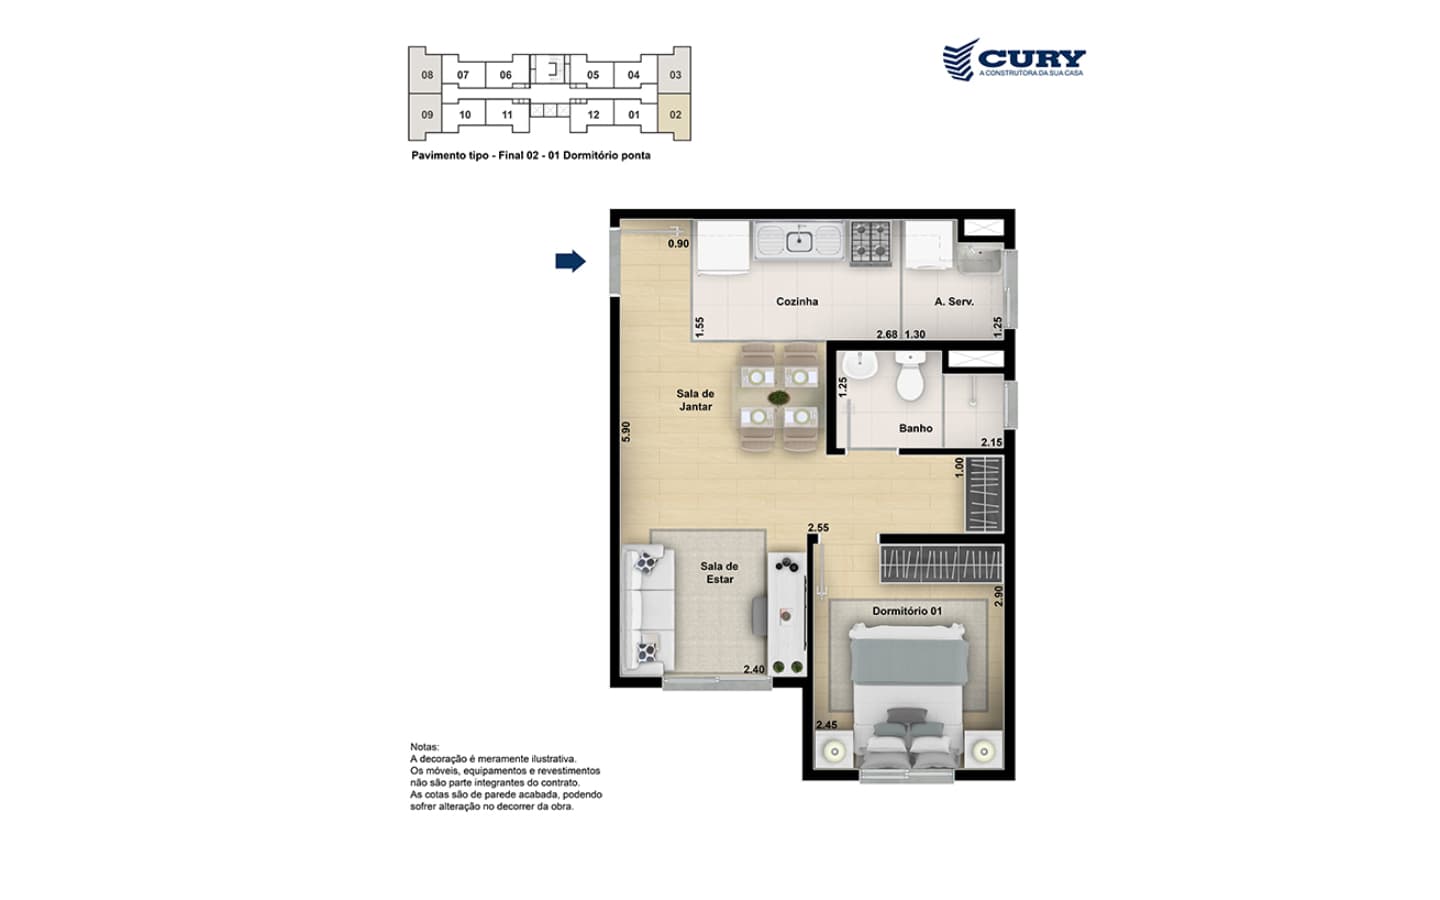 CURY
A CONSTRUTORA DA SUA CASA
08 07 06 05 04 03
09 10 11 12 01 02
Pavimento tipo - Final 02 - 01 Dormitório ponta
0.90
Cozinha
A. Serv.
1.55
2.68
1.30
1.25
Sala de
Jantar
1.25
Banho
2.15
5.90
1.00
2.55
Sala de
Estar
2.90
Dormitório 01
2.40
2.45
Notas:
A decoração é meramente ilustrativa.
Os móveis, equipamentos e revestimentos
não são parte integrantes do contrato.
As cotas são de parede acabada, podendo
sofrer alteração no decorrer da obra.